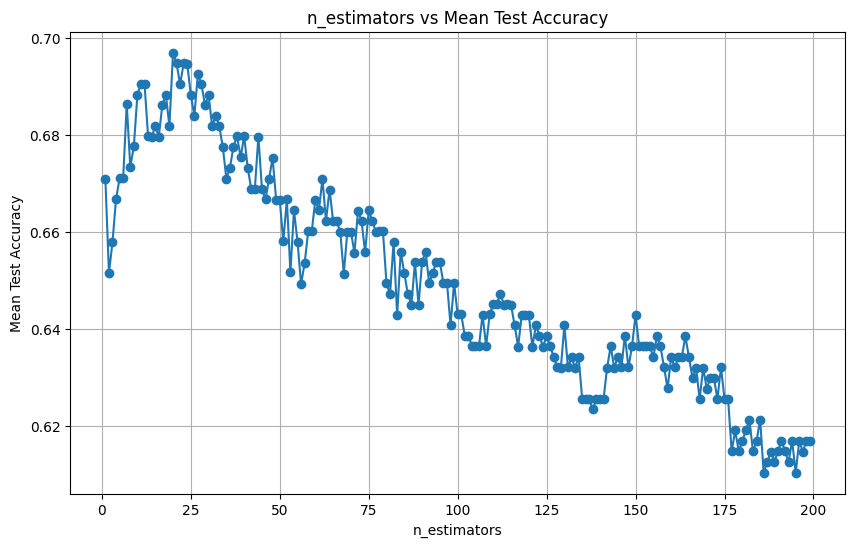 n_estimators vs Mean Test Accuracy
Mean Test Accuracy
0.70
0.68
0.66
0.64
0.62
0 25 50 75 100 125 150 175 200
n_estimators